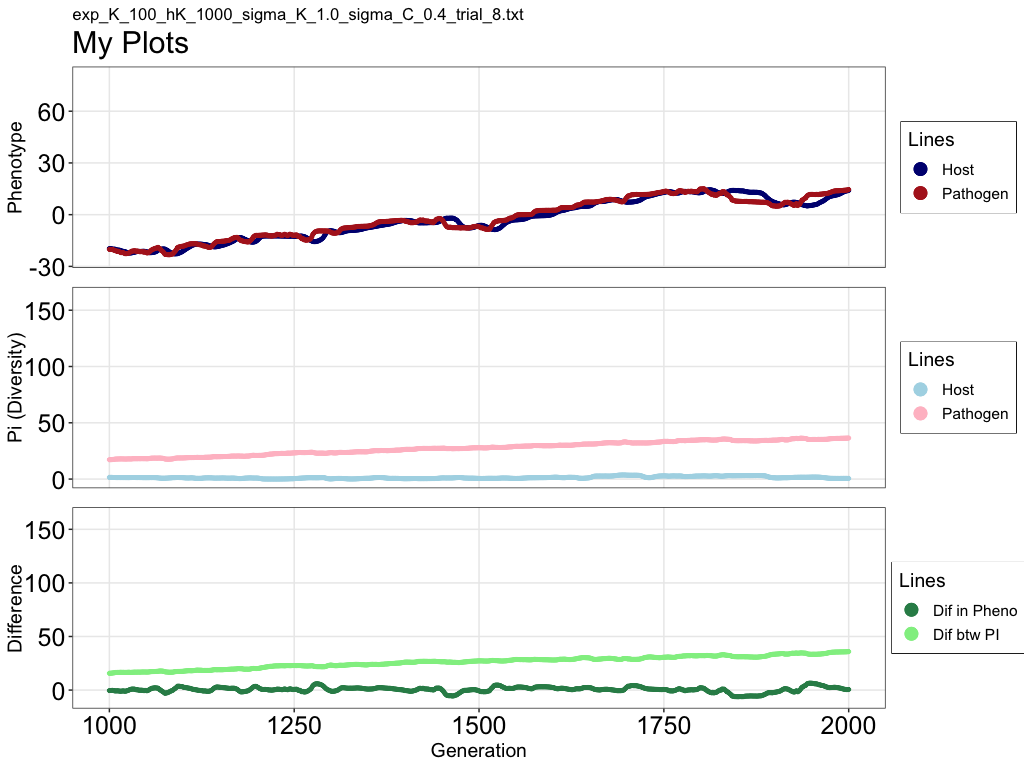 exp_K_100_hK_1000_sigma_K_1.0_sigma_C_0.4_trial_8.txt
My Plots
Phenotype
60
30
0
-30
Lines
Host
Pathogen
Pi (Diversity)
150
100
50
0
Lines
Host
Pathogen
Difference
150
100
50
0
Lines
Dif in Pheno
Dif btw PI
1000 1250 1500 1750 2000
Generation